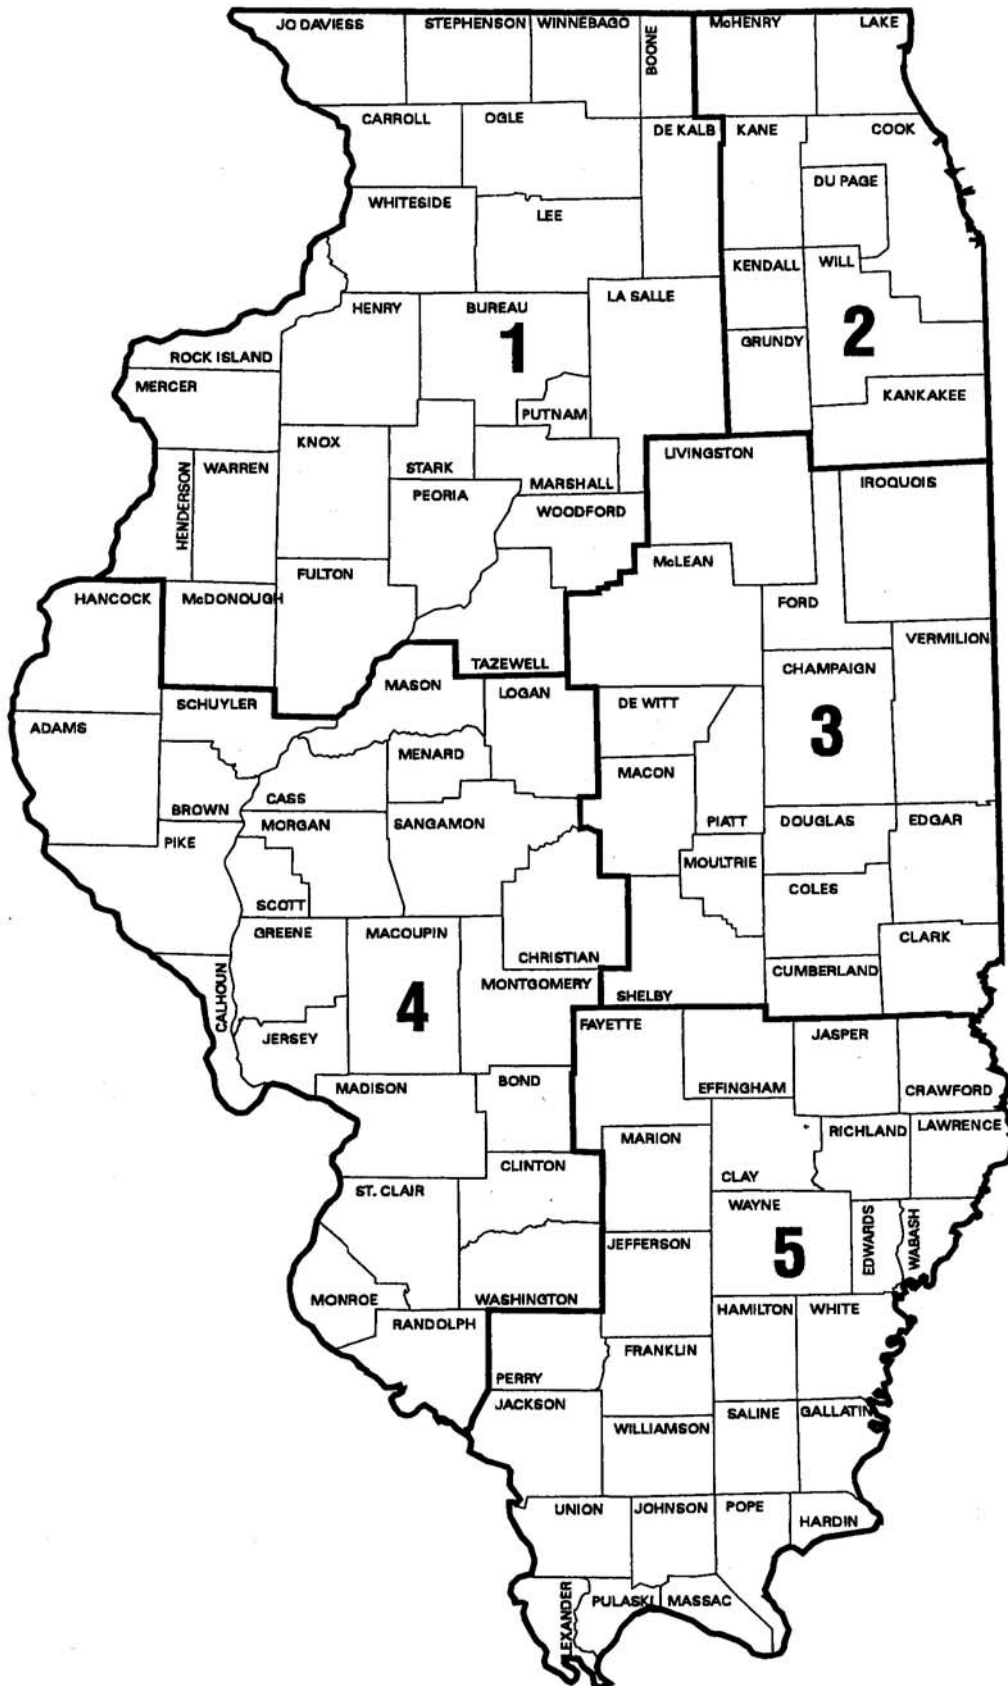 JO DAVIESS
STEPHENSON
WINNEBAGO
BOONE
McHENRY
LAKE
CARROLL
OGLE
DE KALB
KANE
COOK
DU PAGE
WHITESIDE
LEE
KENDALL
WILL
HENRY
BUREAU
LA SALLE
1
2
GRUNDY
ROCK ISLAND
MERCER
KANKAKEE
PUTNAM
KNOX
LIVINGSTON
HENDERSON
WARREN
STARK
PEORIA
MARSHALL
IROQUOIS
WOODFORD
McLEAN
FULTON
HANCOCK
McDONOUGH
FORD
VERMILION
TAZEWELL
CHAMPAIGN
MASON
LOGAN
SCHUYLER
DE WITT
ADAMS
3
MENARD
MACON
BROWN
CASS
MORGAN
SANGAMON
PIATT
DOUGLAS
EDGAR
PIKE
MOULTRIE
COLES
SCOTT
GREENE
MACOUPIN
CLARK
CHRISTIAN
CUMBERLAND
MONTGOMERY
CALHOUN
SHELBY
4
FAYETTE
JERSEY
JASPER
MADISON
BOND
EFFINGHAM
CRAWFORD
MARION
RICHLAND
LAWRENCE
CLINTON
CLAY
ST. CLAIR
WAYNE
EDWARDS
WABASH
5
JEFFERSON
MONROE
WASHINGTON
HAMILTON
WHITE
RANDOLPH
FRANKLIN
PERRY
JACKSON
SALINE
GALLATIN
WILLIAMSON
UNION
JOHNSON
POPE
HARDIN
ALEXANDER
PULASKI
MASSAC